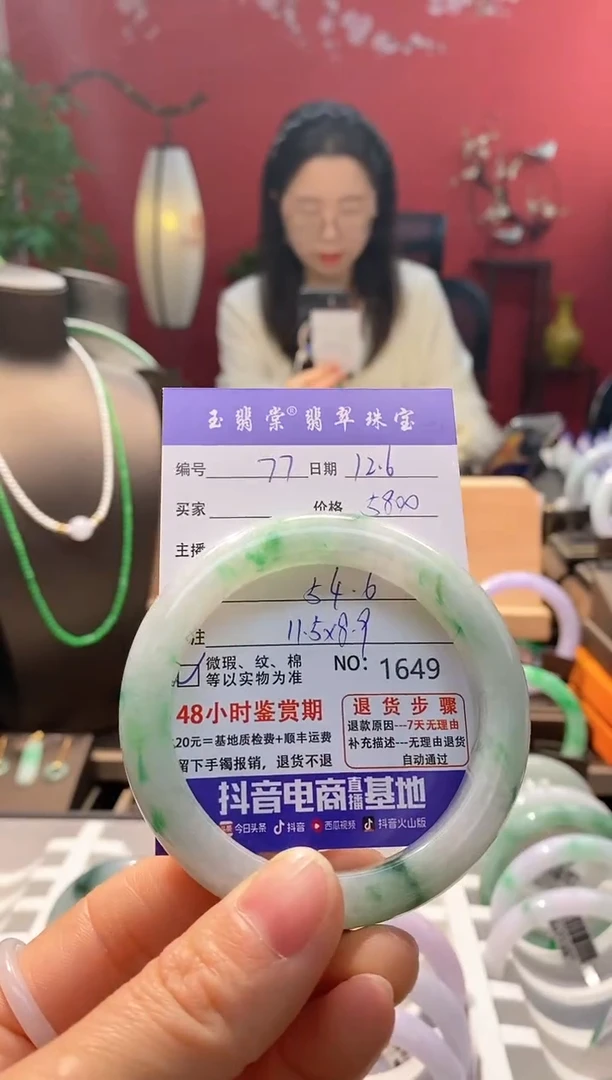 玉翡棠®翡翠珠宝
编号 77 日期 12.6
买家 价格 5800
主播
54.6
注 11.5x8.9
微瑕、纹、棉
等以实物为准
NO: 1649
48小时鉴赏期
20元=基地质检费+顺丰运费
留下手镯报销，退货不退
退货步骤
退款原因---7天无理由
补充描述---无理由退货
自动通过
抖音电商直播基地
今日头条 抖音 西瓜视频 抖音火山版